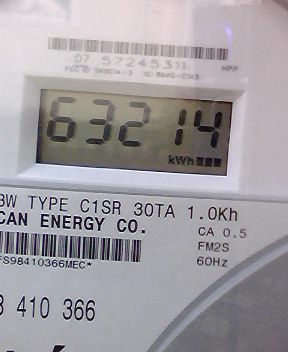 07 57245311
HPP
63214
kWh
3W TYPE C1SR 30TA 1.0Kh
CAN ENERGY CO.
CA 0.5
FM2S
60Hz
FS98410366MEC*
410 366